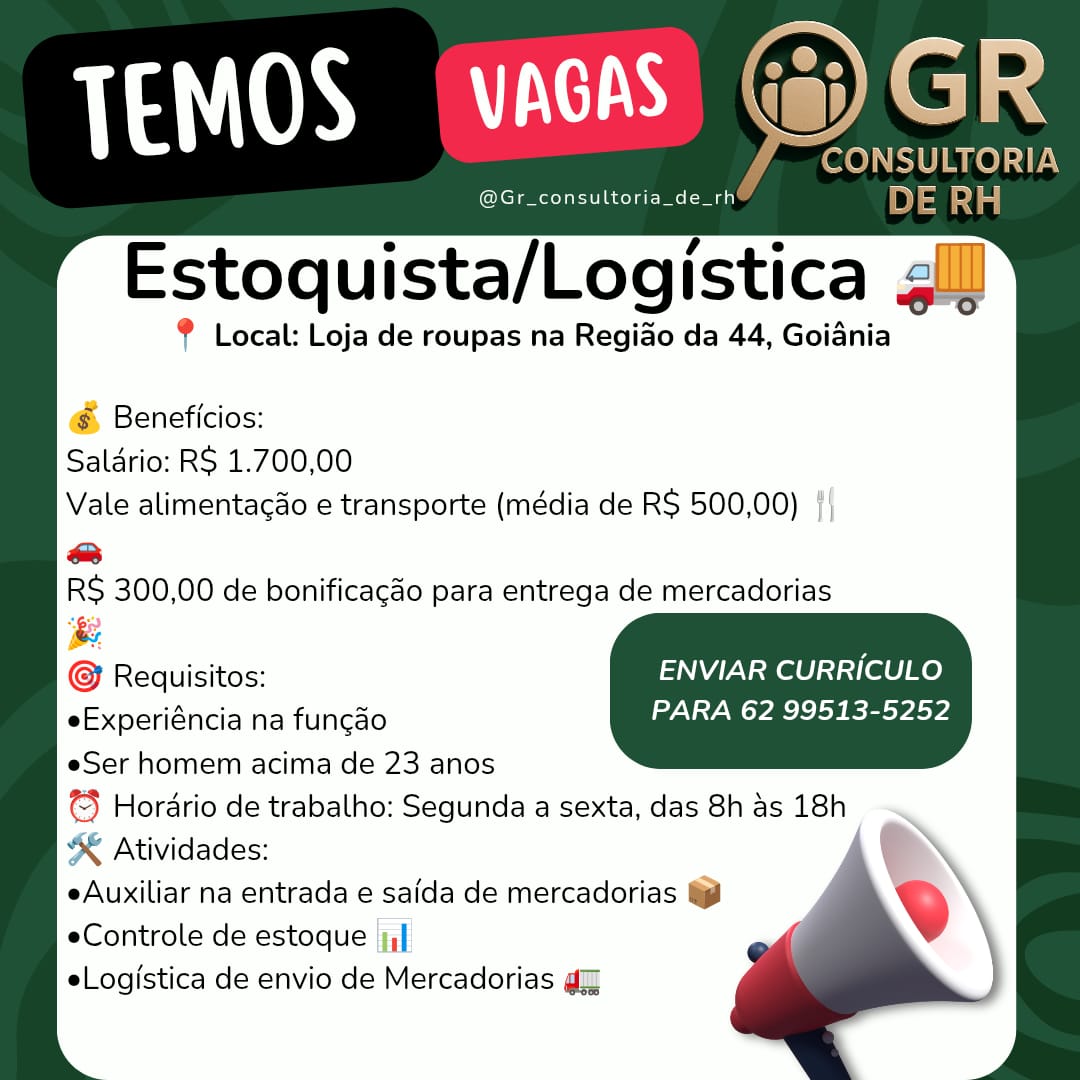 TEMOS
VAGAS
GR
CONSULTORIA
DE RH
@Gr_consultoria_de_rh
Estoquista/Logística 🚚
📍 Local: Loja de roupas na Região da 44, Goiânia
💰 Benefícios:
Salário: R$ 1.700,00
Vale alimentação e transporte (média de R$ 500,00) 🍴
🚗
R$ 300,00 de bonificação para entrega de mercadorias
🎉
🎯 Requisitos:
•Experiência na função
•Ser homem acima de 23 anos
ENVIAR CURRÍCULO
PARA 62 99513-5252
⏰ Horário de trabalho: Segunda a sexta, das 8h às 18h
🛠️ Atividades:
•Auxiliar na entrada e saída de mercadorias 📦
•Controle de estoque 📊
•Logística de envio de Mercadorias 🚛